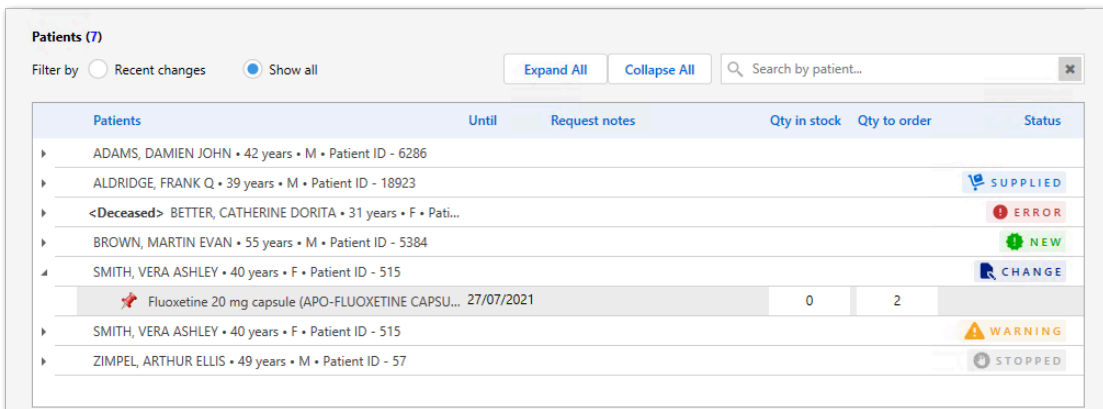 Patients (7)
Filter by Recent changes Show all Expand All Collapse All Search by patient...
Patients Until Request notes Qty in stock Qty to order Status
ADAMS, DAMIEN JOHN • 42 years • M • Patient ID - 6286
ALDRIDGE, FRANK Q • 39 years • M • Patient ID - 18923 SUPPLIED
<Deceased> BETTER, CATHERINE DORITA • 31 years • F • Pati... ERROR
BROWN, MARTIN EVAN • 55 years • M • Patient ID - 5384 NEW
SMITH, VERA ASHLEY • 40 years • F • Patient ID - 515 CHANGE
Fluoxetine 20 mg capsule (APO-FLUOXETINE CAPSU... 27/07/2021 0 2
SMITH, VERA ASHLEY • 40 years • F • Patient ID - 515 WARNING
ZIMPEL, ARTHUR ELLIS • 49 years • M • Patient ID - 57 STOPPED